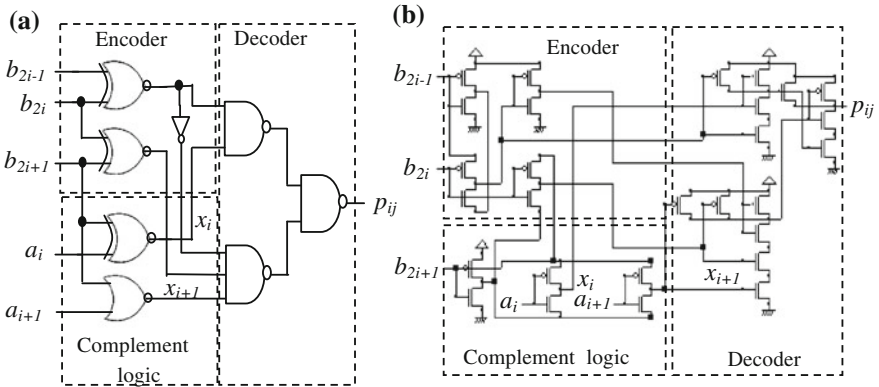 (a)
Encoder
Decoder
b2i-1
b2i
b2i+1
xi
ai
xi+1
ai+1
pij
Complement
logic
(b)
Encoder
b2i-1
b2i
b2i+1
pij
xi
ai
ai+1
xi+1
Complement logic
Decoder